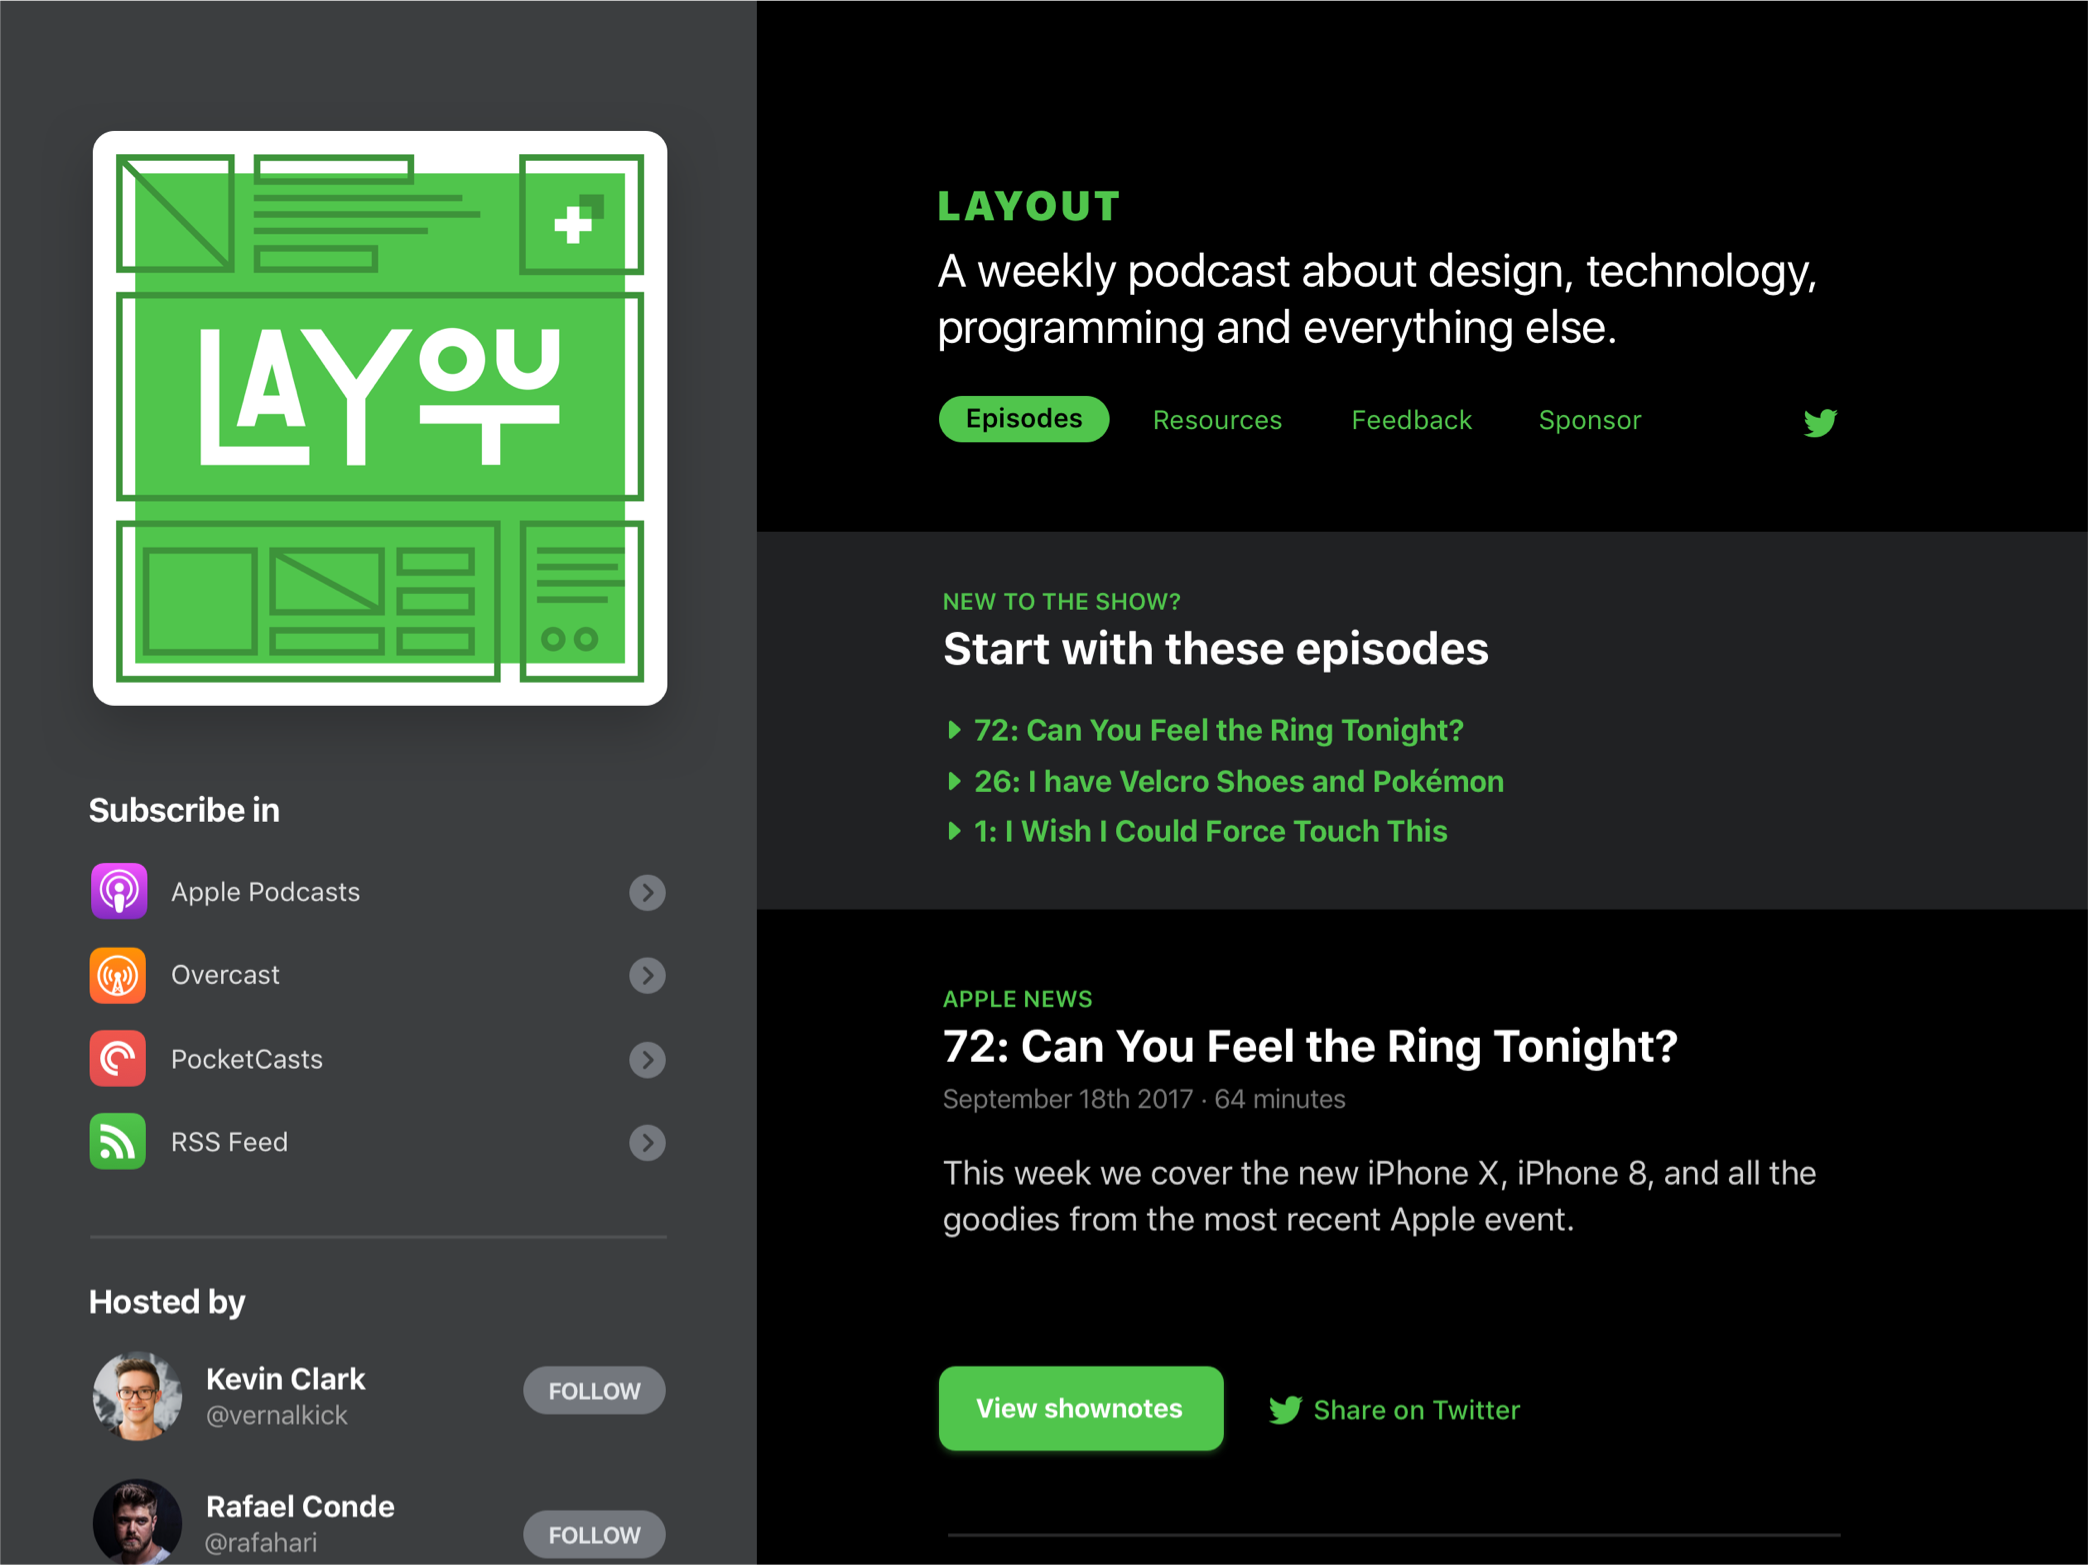 LAYOUT
Subscribe in
Apple Podcasts
Overcast
PocketCasts
RSS Feed
Hosted by
Kevin Clark
@vernalkick
FOLLOW
Rafael Conde
@rafahari
FOLLOW
LAYOUT
A weekly podcast about design, technology,
programming and everything else.
Episodes Resources Feedback Sponsor
NEW TO THE SHOW?
Start with these episodes
72: Can You Feel the Ring Tonight?
26: I have Velcro Shoes and Pokémon
1: I Wish I Could Force Touch This
APPLE NEWS
72: Can You Feel the Ring Tonight?
September 18th 2017 · 64 minutes
This week we cover the new iPhone X, iPhone 8, and all the
goodies from the most recent Apple event.
View shownotes Share on Twitter